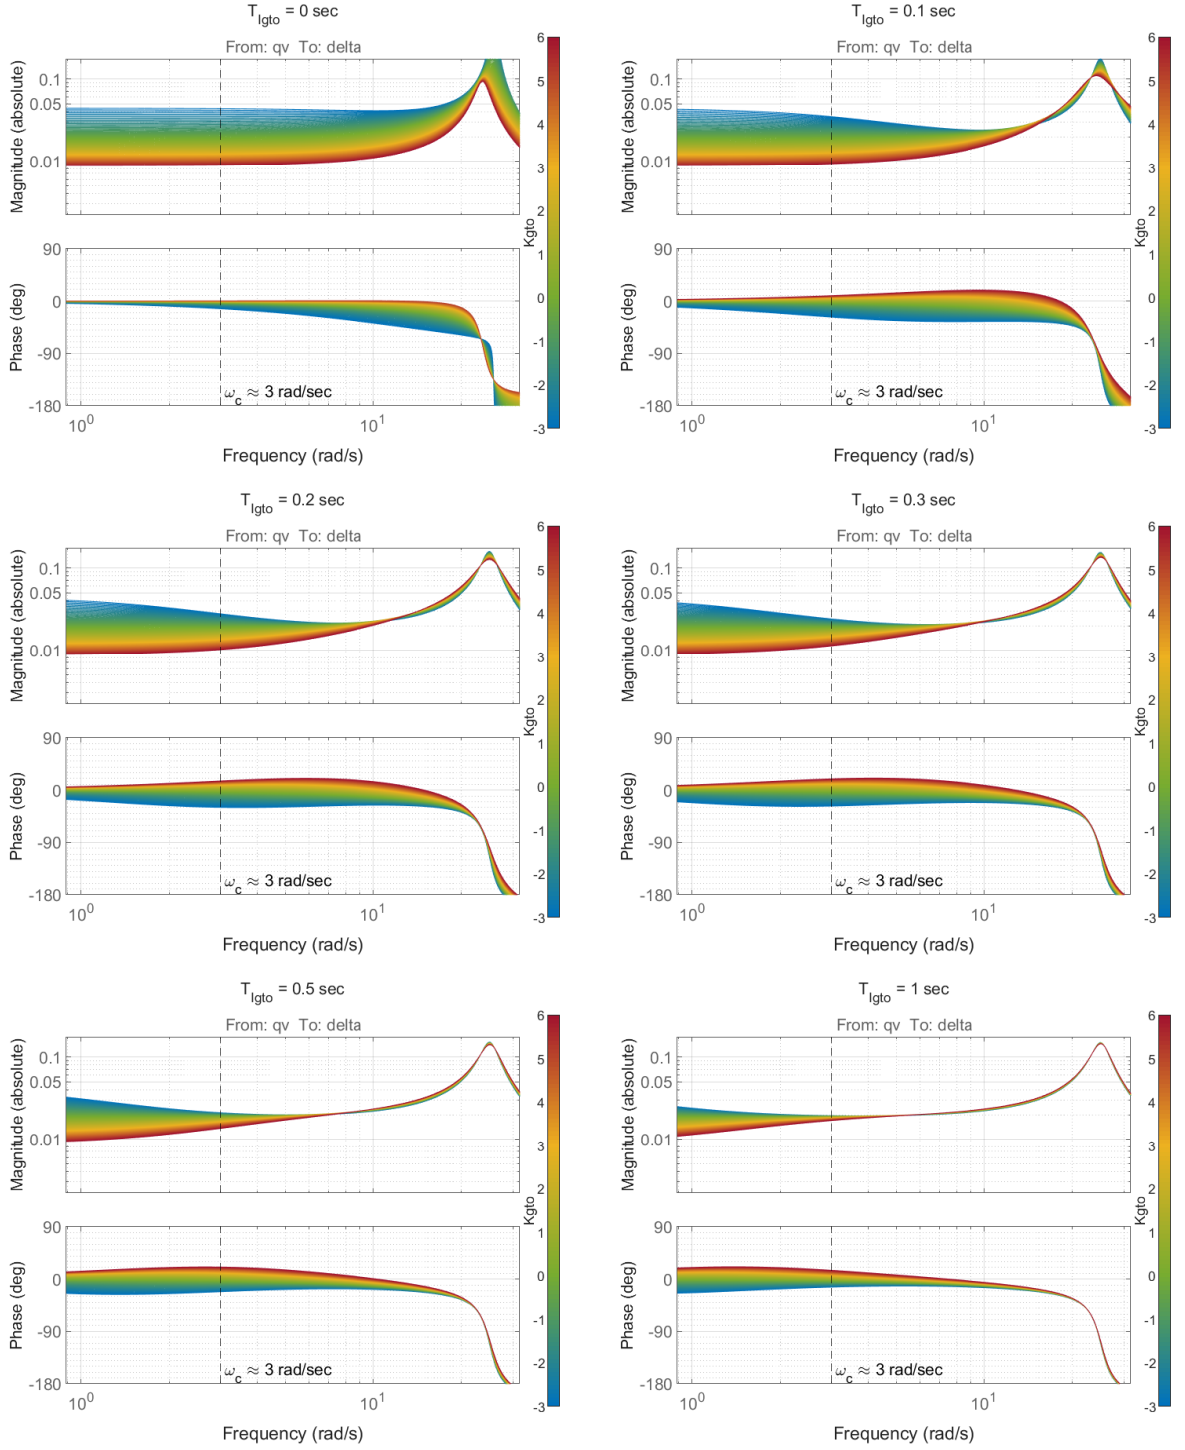 T_Igto = 0 sec
From: qv To: delta
Magnitude (absolute)
0.1
0.05
0.01
Phase (deg)
90
0
-90
-180
ω_c ≈ 3 rad/sec
10^0
10^1
Frequency (rad/s)
Kgto
6
5
4
3
2
1
0
-1
-2
-3
T_Igto = 0.1 sec
From: qv To: delta
Magnitude (absolute)
0.1
0.05
0.01
Phase (deg)
90
0
-90
-180
ω_c ≈ 3 rad/sec
10^0
10^1
Frequency (rad/s)
Kgto
6
5
4
3
2
1
0
-1
-2
-3
T_Igto = 0.2 sec
From: qv To: delta
Magnitude (absolute)
0.1
0.05
0.01
Phase (deg)
90
0
-90
-180
ω_c ≈ 3 rad/sec
10^0
10^1
Frequency (rad/s)
Kgto
6
5
4
3
2
1
0
-1
-2
-3
T_Igto = 0.3 sec
From: qv To: delta
Magnitude (absolute)
0.1
0.05
0.01
Phase (deg)
90
0
-90
-180
ω_c ≈ 3 rad/sec
10^0
10^1
Frequency (rad/s)
Kgto
6
5
4
3
2
1
0
-1
-2
-3
T_Igto = 0.5 sec
From: qv To: delta
Magnitude (absolute)
0.1
0.05
0.01
Phase (deg)
90
0
-90
-180
ω_c ≈ 3 rad/sec
10^0
10^1
Frequency (rad/s)
Kgto
6
5
4
3
2
1
0
-1
-2
-3
T_Igto = 1 sec
From: qv To: delta
Magnitude (absolute)
0.1
0.05
0.01
Phase (deg)
90
0
-90
-180
ω_c ≈ 3 rad/sec
10^0
10^1
Frequency (rad/s)
Kgto
6
5
4
3
2
1
0
-1
-2
-3